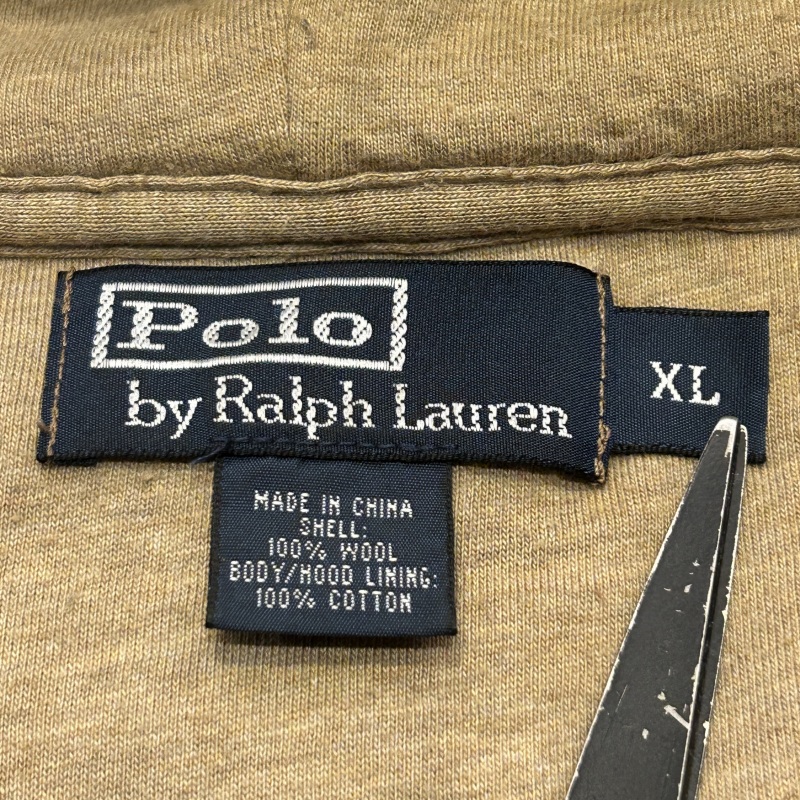 Polo
by Ralph Lauren
XL
MADE IN CHINA
SHELL:
100% WOOL
BODY/HOOD LINING:
100% COTTON